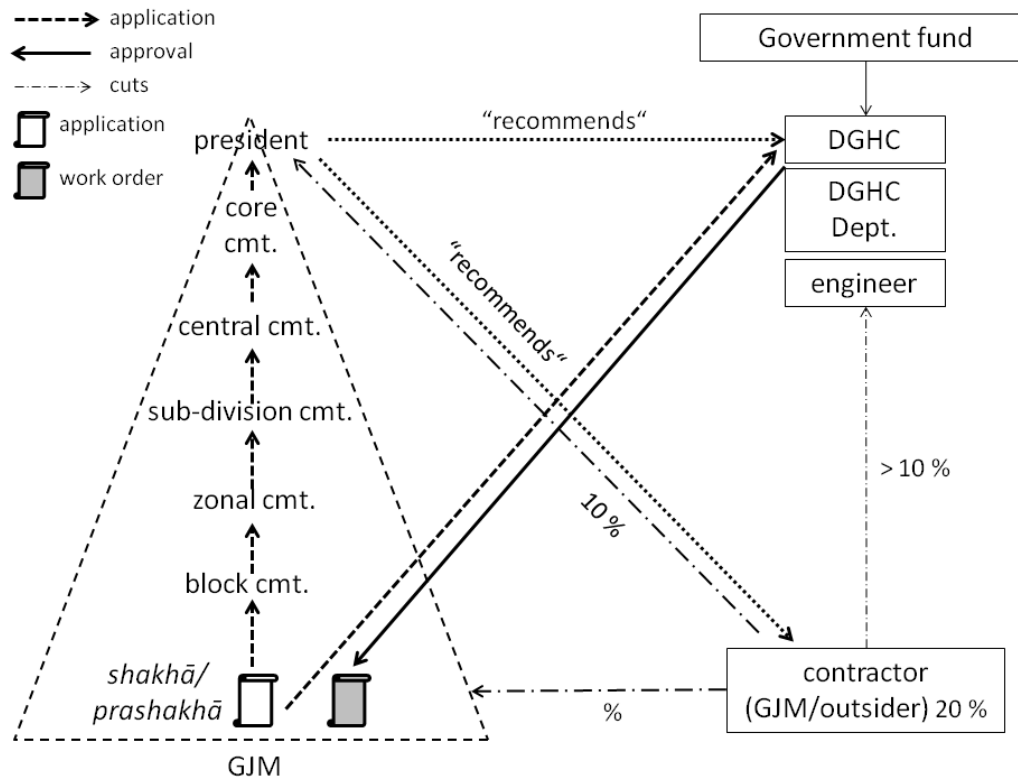 application
approval
cuts
application
work order
Government fund
DGHC
DGHC
Dept.
engineer
“recommends“
president
core
cmt.
central cmt.
sub-division cmt.
zonal cmt.
block cmt.
shakhā/
prashakhā
GJM
“recommends“
10 %
> 10 %
%
contractor
(GJM/outsider) 20 %